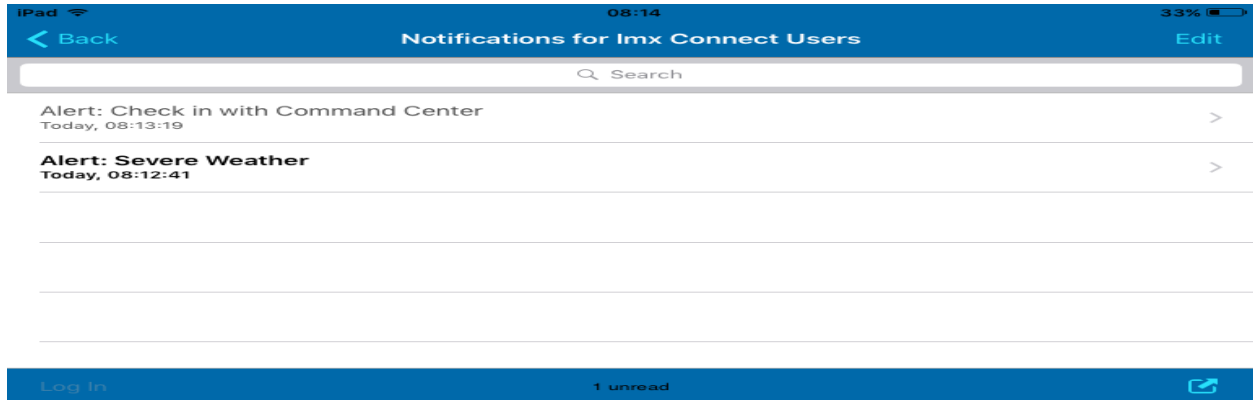 iPad 08:14 33%
Back Notifications for Imx Connect Users Edit
Search
Alert: Check in with Command Center
Today, 08:13:19
Alert: Severe Weather
Today, 08:12:41
Log In 1 unread